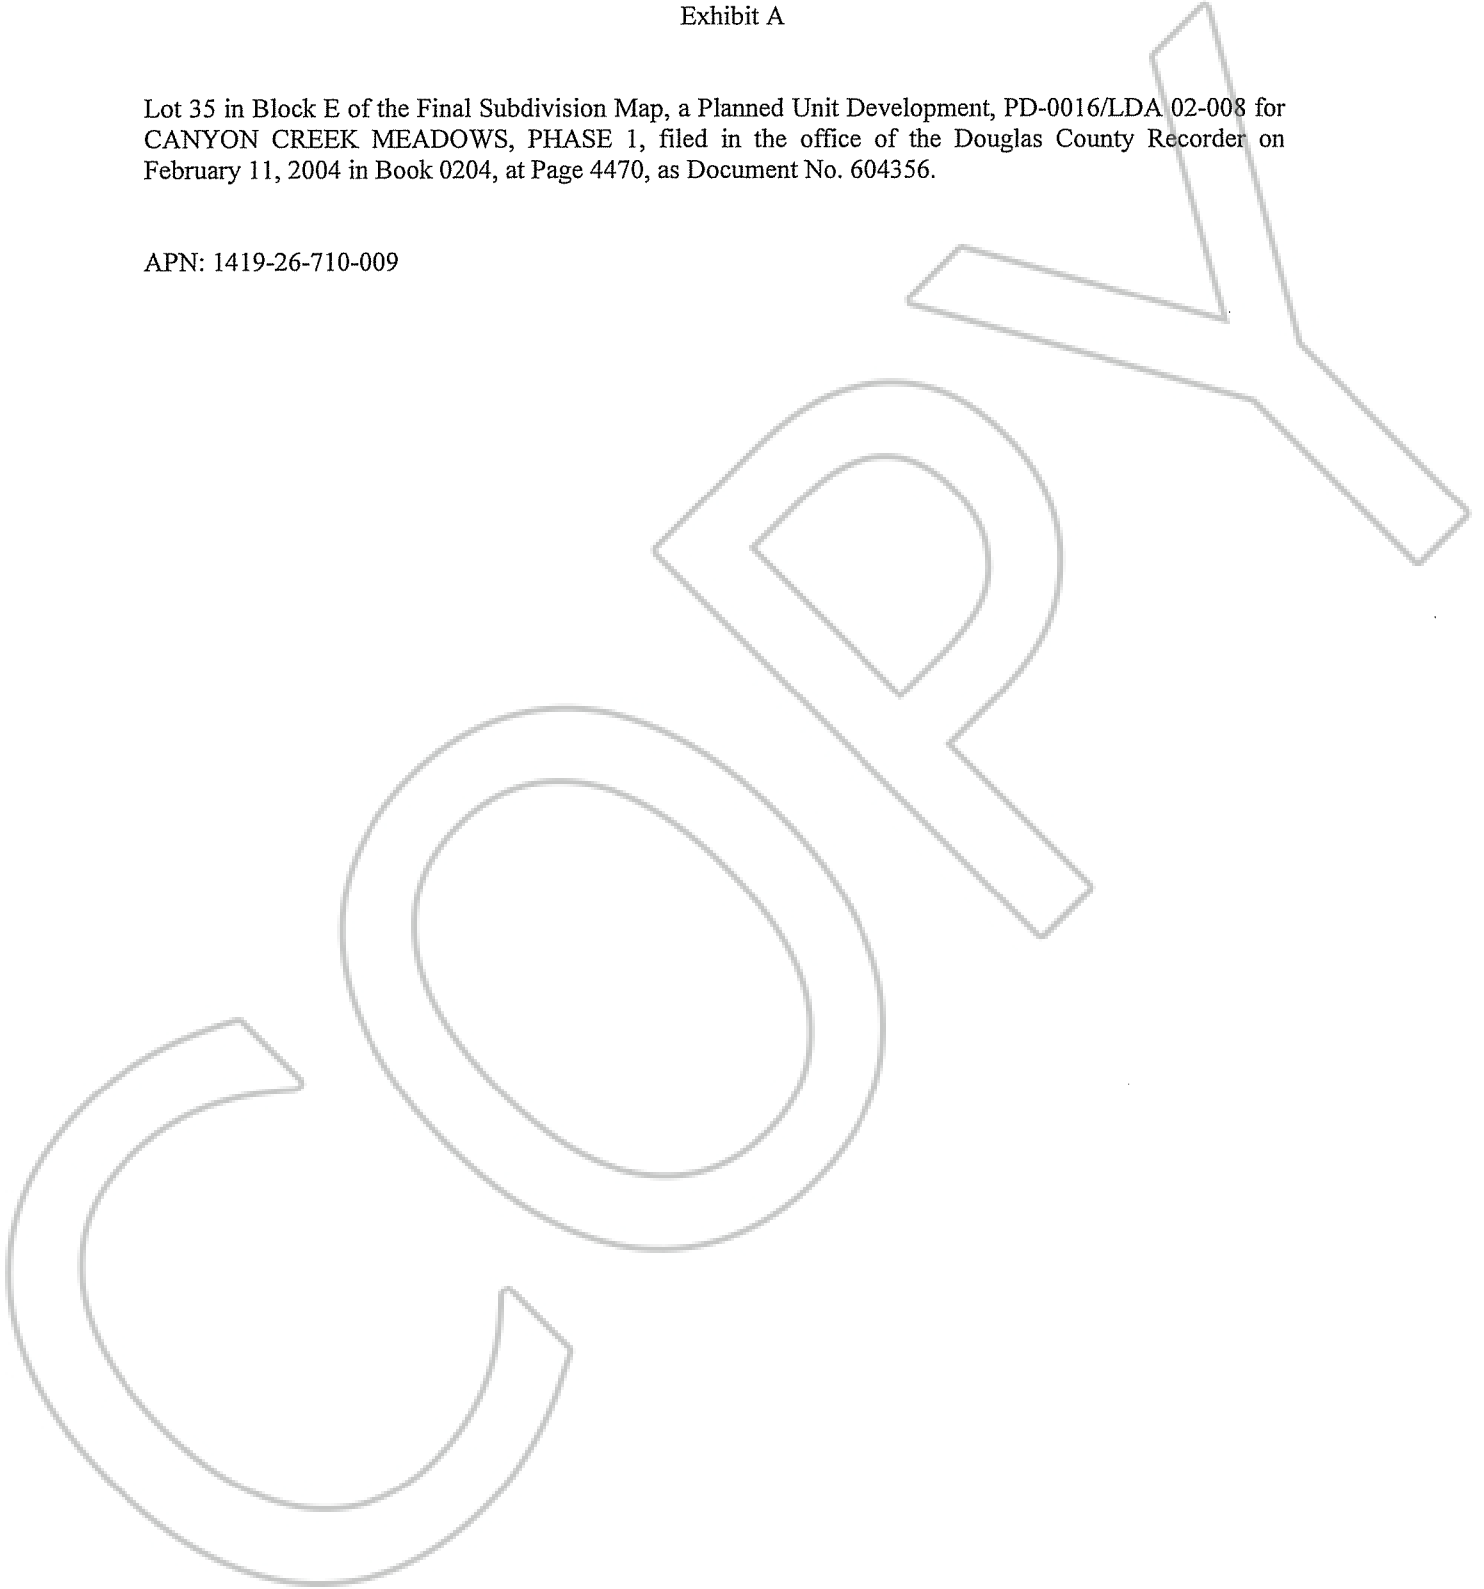 Exhibit A
Lot 35 in Block E of the Final Subdivision Map, a Planned Unit Development, PD-0016/LDA 02-008 for
CANYON CREEK MEADOWS, PHASE 1, filed in the office of the Douglas County Recorder on
February 11, 2004 in Book 0204, at Page 4470, as Document No. 604356.
APN: 1419-26-710-009
COPY